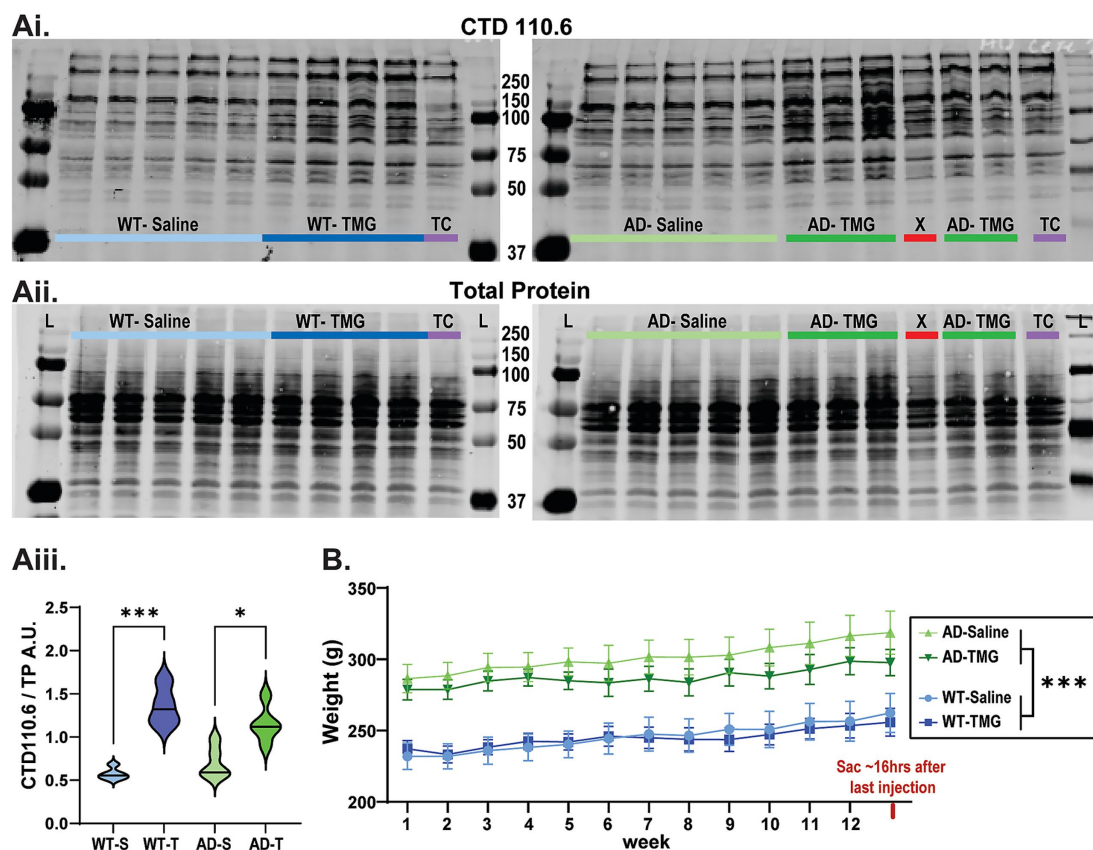 Ai.
CTD 110.6
250
150
100
75
50
37
WT- Saline
WT- TMG
TC
AD- Saline
AD- TMG
X
AD- TMG
TC
Aii.
Total Protein
L
WT- Saline
WT- TMG
TC
L
250
150
100
75
50
37
L
AD- Saline
AD- TMG
X
AD- TMG
TC
L
Aiii.
CTD110.6 / TP A.U.
2.5
2.0
1.5
1.0
0.5
0.0
***
*
WT-S
WT-T
AD-S
AD-T
B.
Weight (g)
350
300
250
200
1
2
3
4
5
6
7
8
9
10
11
12
week
Sac ~16hrs after
last injection
AD-Saline
AD-TMG
WT-Saline
WT-TMG
***